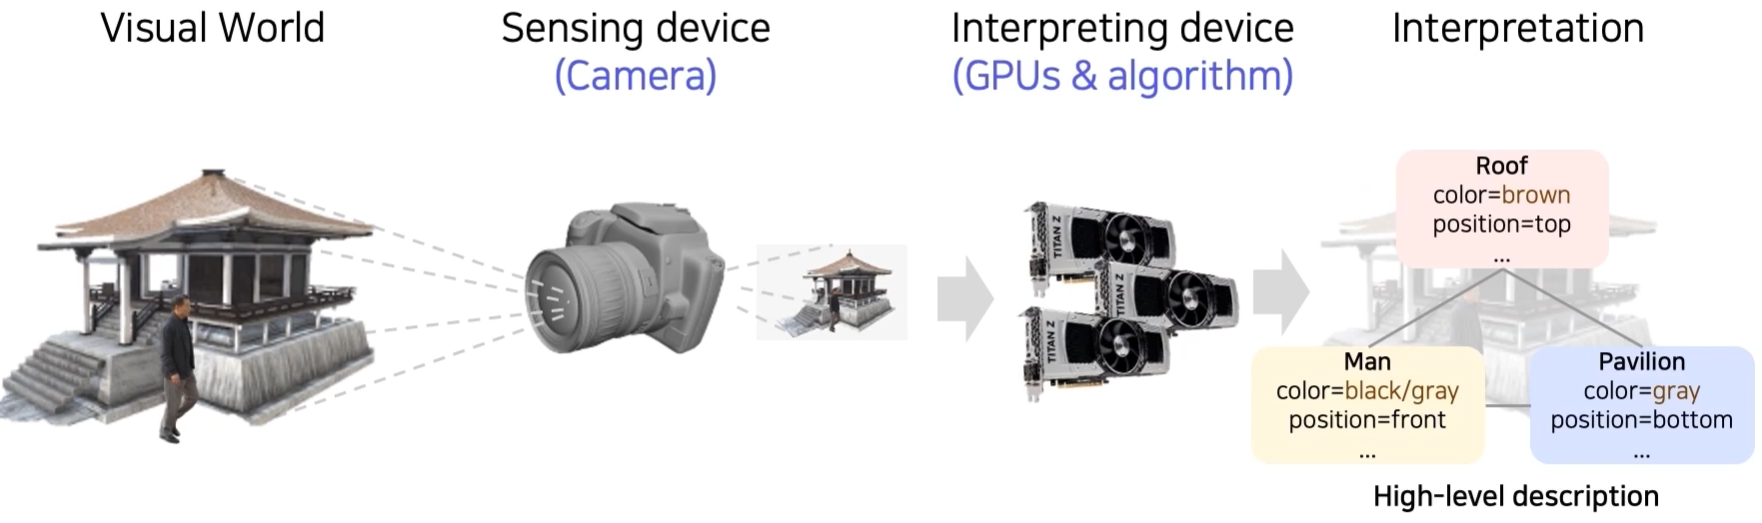 Visual World
Sensing device
(Camera)
Interpreting device
(GPUs & algorithm)
Interpretation
TITAN Z
TITAN Z
TITAN Z
Roof
color=brown
position=top
...
Man
color=black/gray
position=front
...
Pavilion
color=gray
position=bottom
...
High-level description